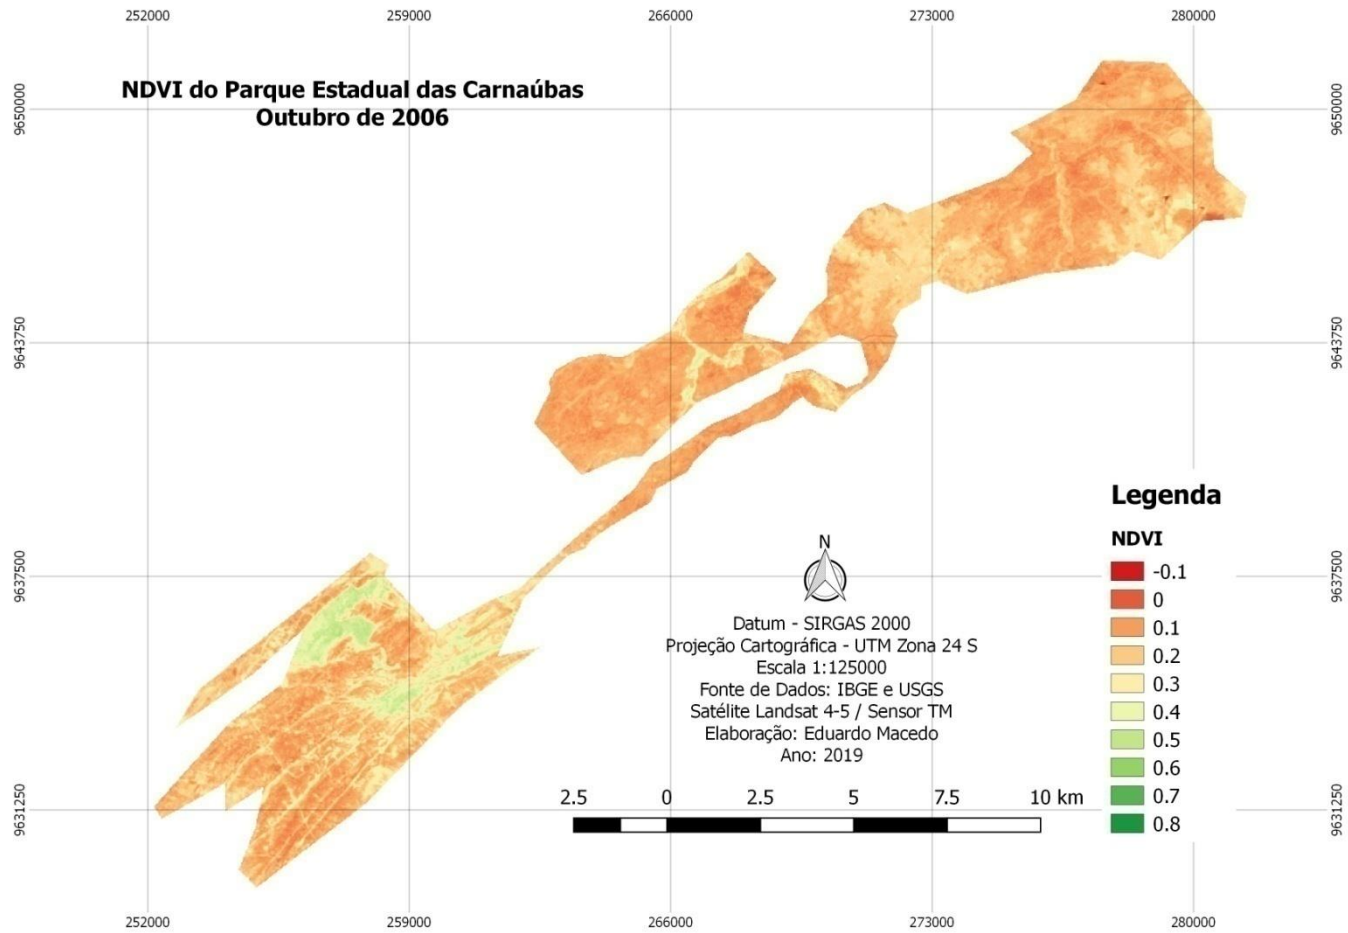 252000 259000 266000 273000 280000
NDVI do Parque Estadual das Carnaúbas
Outubro de 2006
9650000 9650000
9643750 9643750
Legenda
NDVI
-0.1
0
0.1
0.2
0.3
0.4
0.5
0.6
0.7
0.8
N
9637500 9637500
Datum - SIRGAS 2000
Projeção Cartográfica - UTM Zona 24 S
Escala 1:125000
Fonte de Dados: IBGE e USGS
Satélite Landsat 4-5 / Sensor TM
Elaboração: Eduardo Macedo
Ano: 2019
2.5 0 2.5 5 7.5 10 km
9631250 9631250
252000 259000 266000 273000 280000